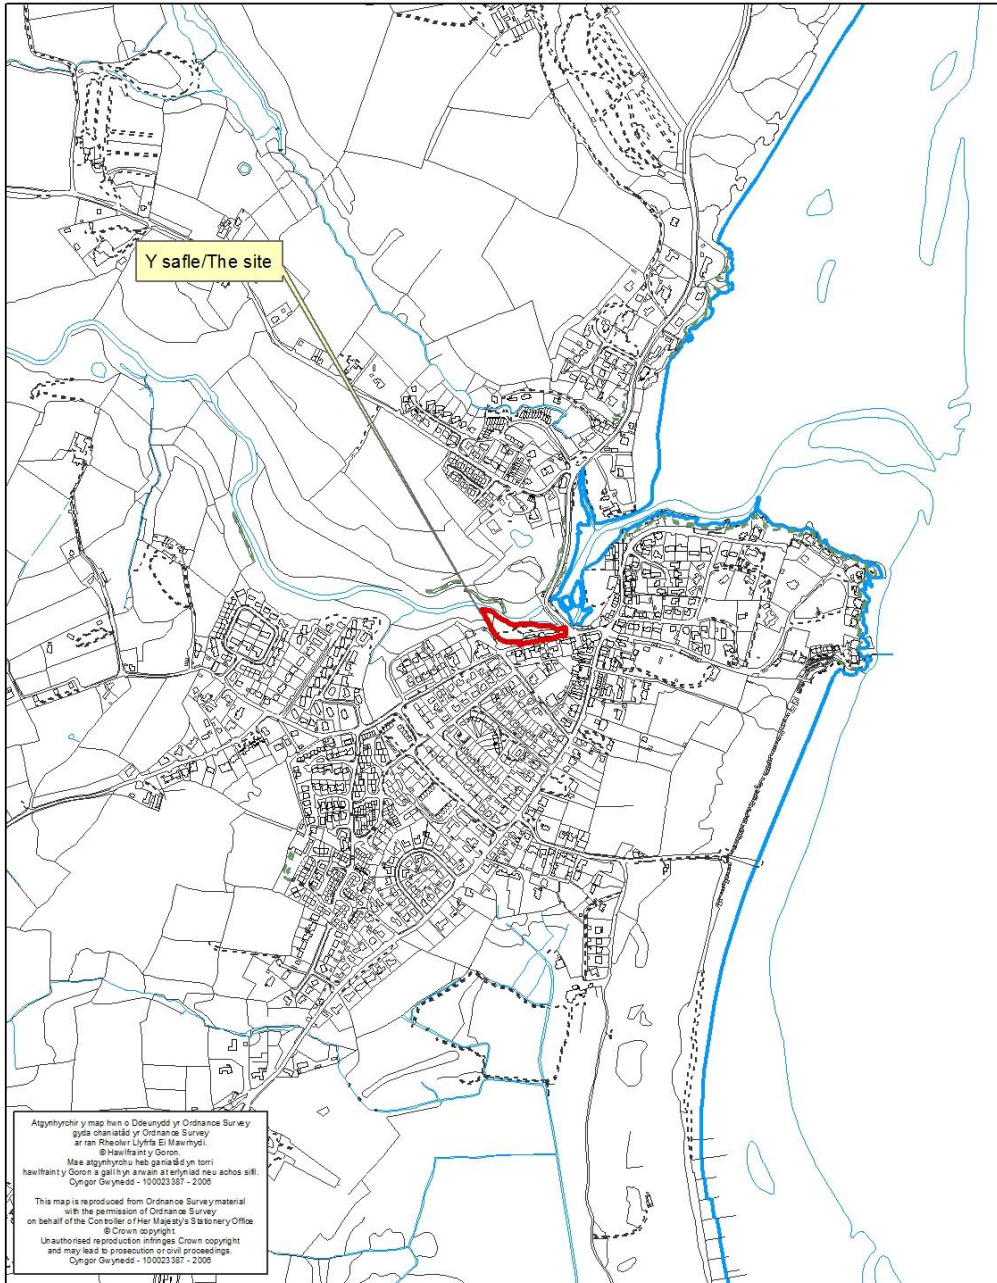 Y safle/The site
Atgynhyrchir y map hwn o Ddeunydd yr Ordnance Survey
gyda chaniatâd yr Ordnance Survey
ar ran Rheolwr Llyfrfa Ei Mawrhydi.
© Hawlfraint y Goron.
Mae atgynhyrchu heb ganiatâd yn torri
hawlfraint y Goron a gall hyn arwain at erlyniad neu achos sifil.
Cyngor Gwynedd - 100023387 - 2006
This map is reproduced from Ordnance Survey material
with the permission of Ordnance Survey
on behalf of the Controller of Her Majesty's Stationery Office
© Crown copyright.
Unauthorised reproduction infringes Crown copyright
and may lead to prosecution or civil proceedings.
Cyngor Gwynedd - 100023387 - 2006